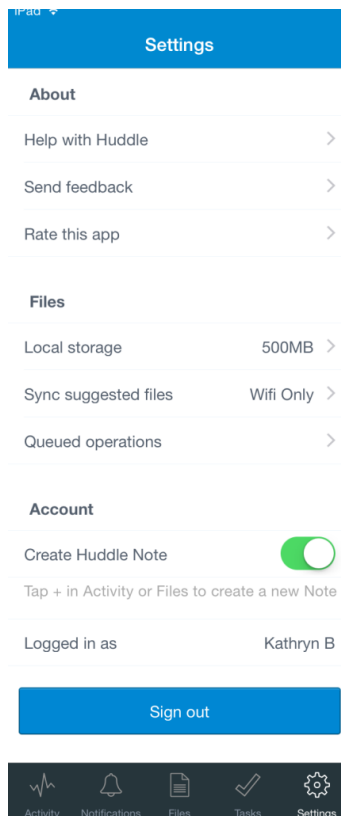 iPad
Settings
About
Help with Huddle
Send feedback
Rate this app
Files
Local storage 500MB
Sync suggested files Wifi Only
Queued operations
Account
Create Huddle Note
Tap + in Activity or Files to create a new Note
Logged in as Kathryn B
Sign out
Activity Notifications Files Tasks Settings